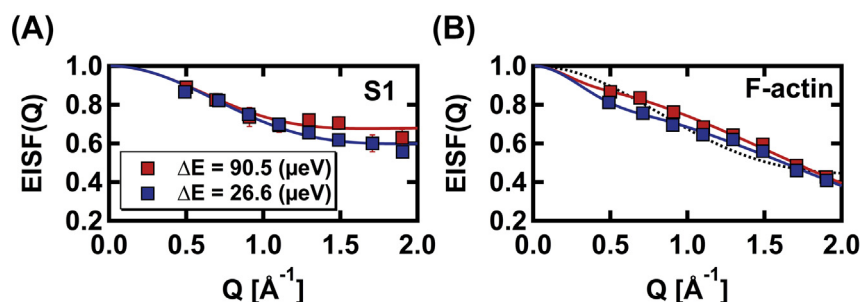 (A)
EISF(Q)
1.0
0.8
0.6
0.4
0.2
S1
ΔE = 90.5 (μeV)
ΔE = 26.6 (μeV)
0.0 0.5 1.0 1.5 2.0
Q [Å⁻¹]
(B)
EISF(Q)
1.0
0.8
0.6
0.4
0.2
F-actin
0.0 0.5 1.0 1.5 2.0
Q [Å⁻¹]